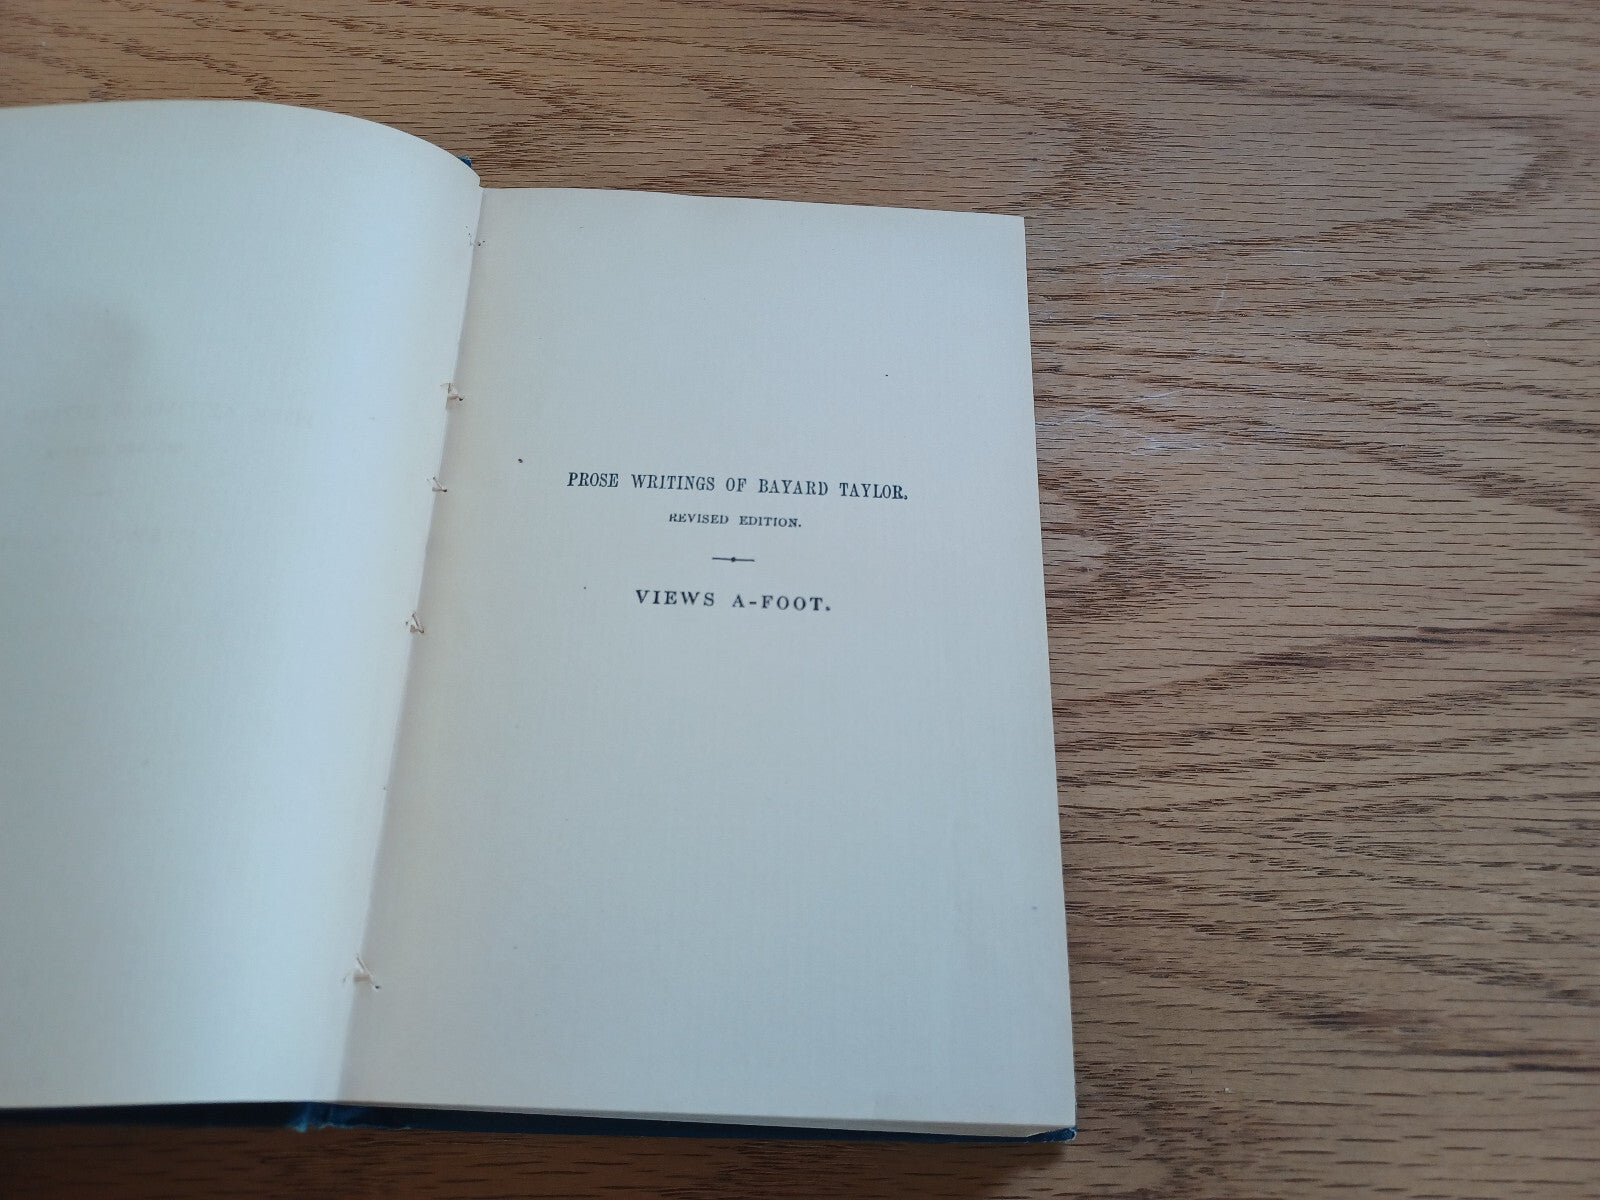 PROSE WRITINGS OF BAYARD TAYLOR.
REVISED EDITION.
VIEWS A-FOOT.